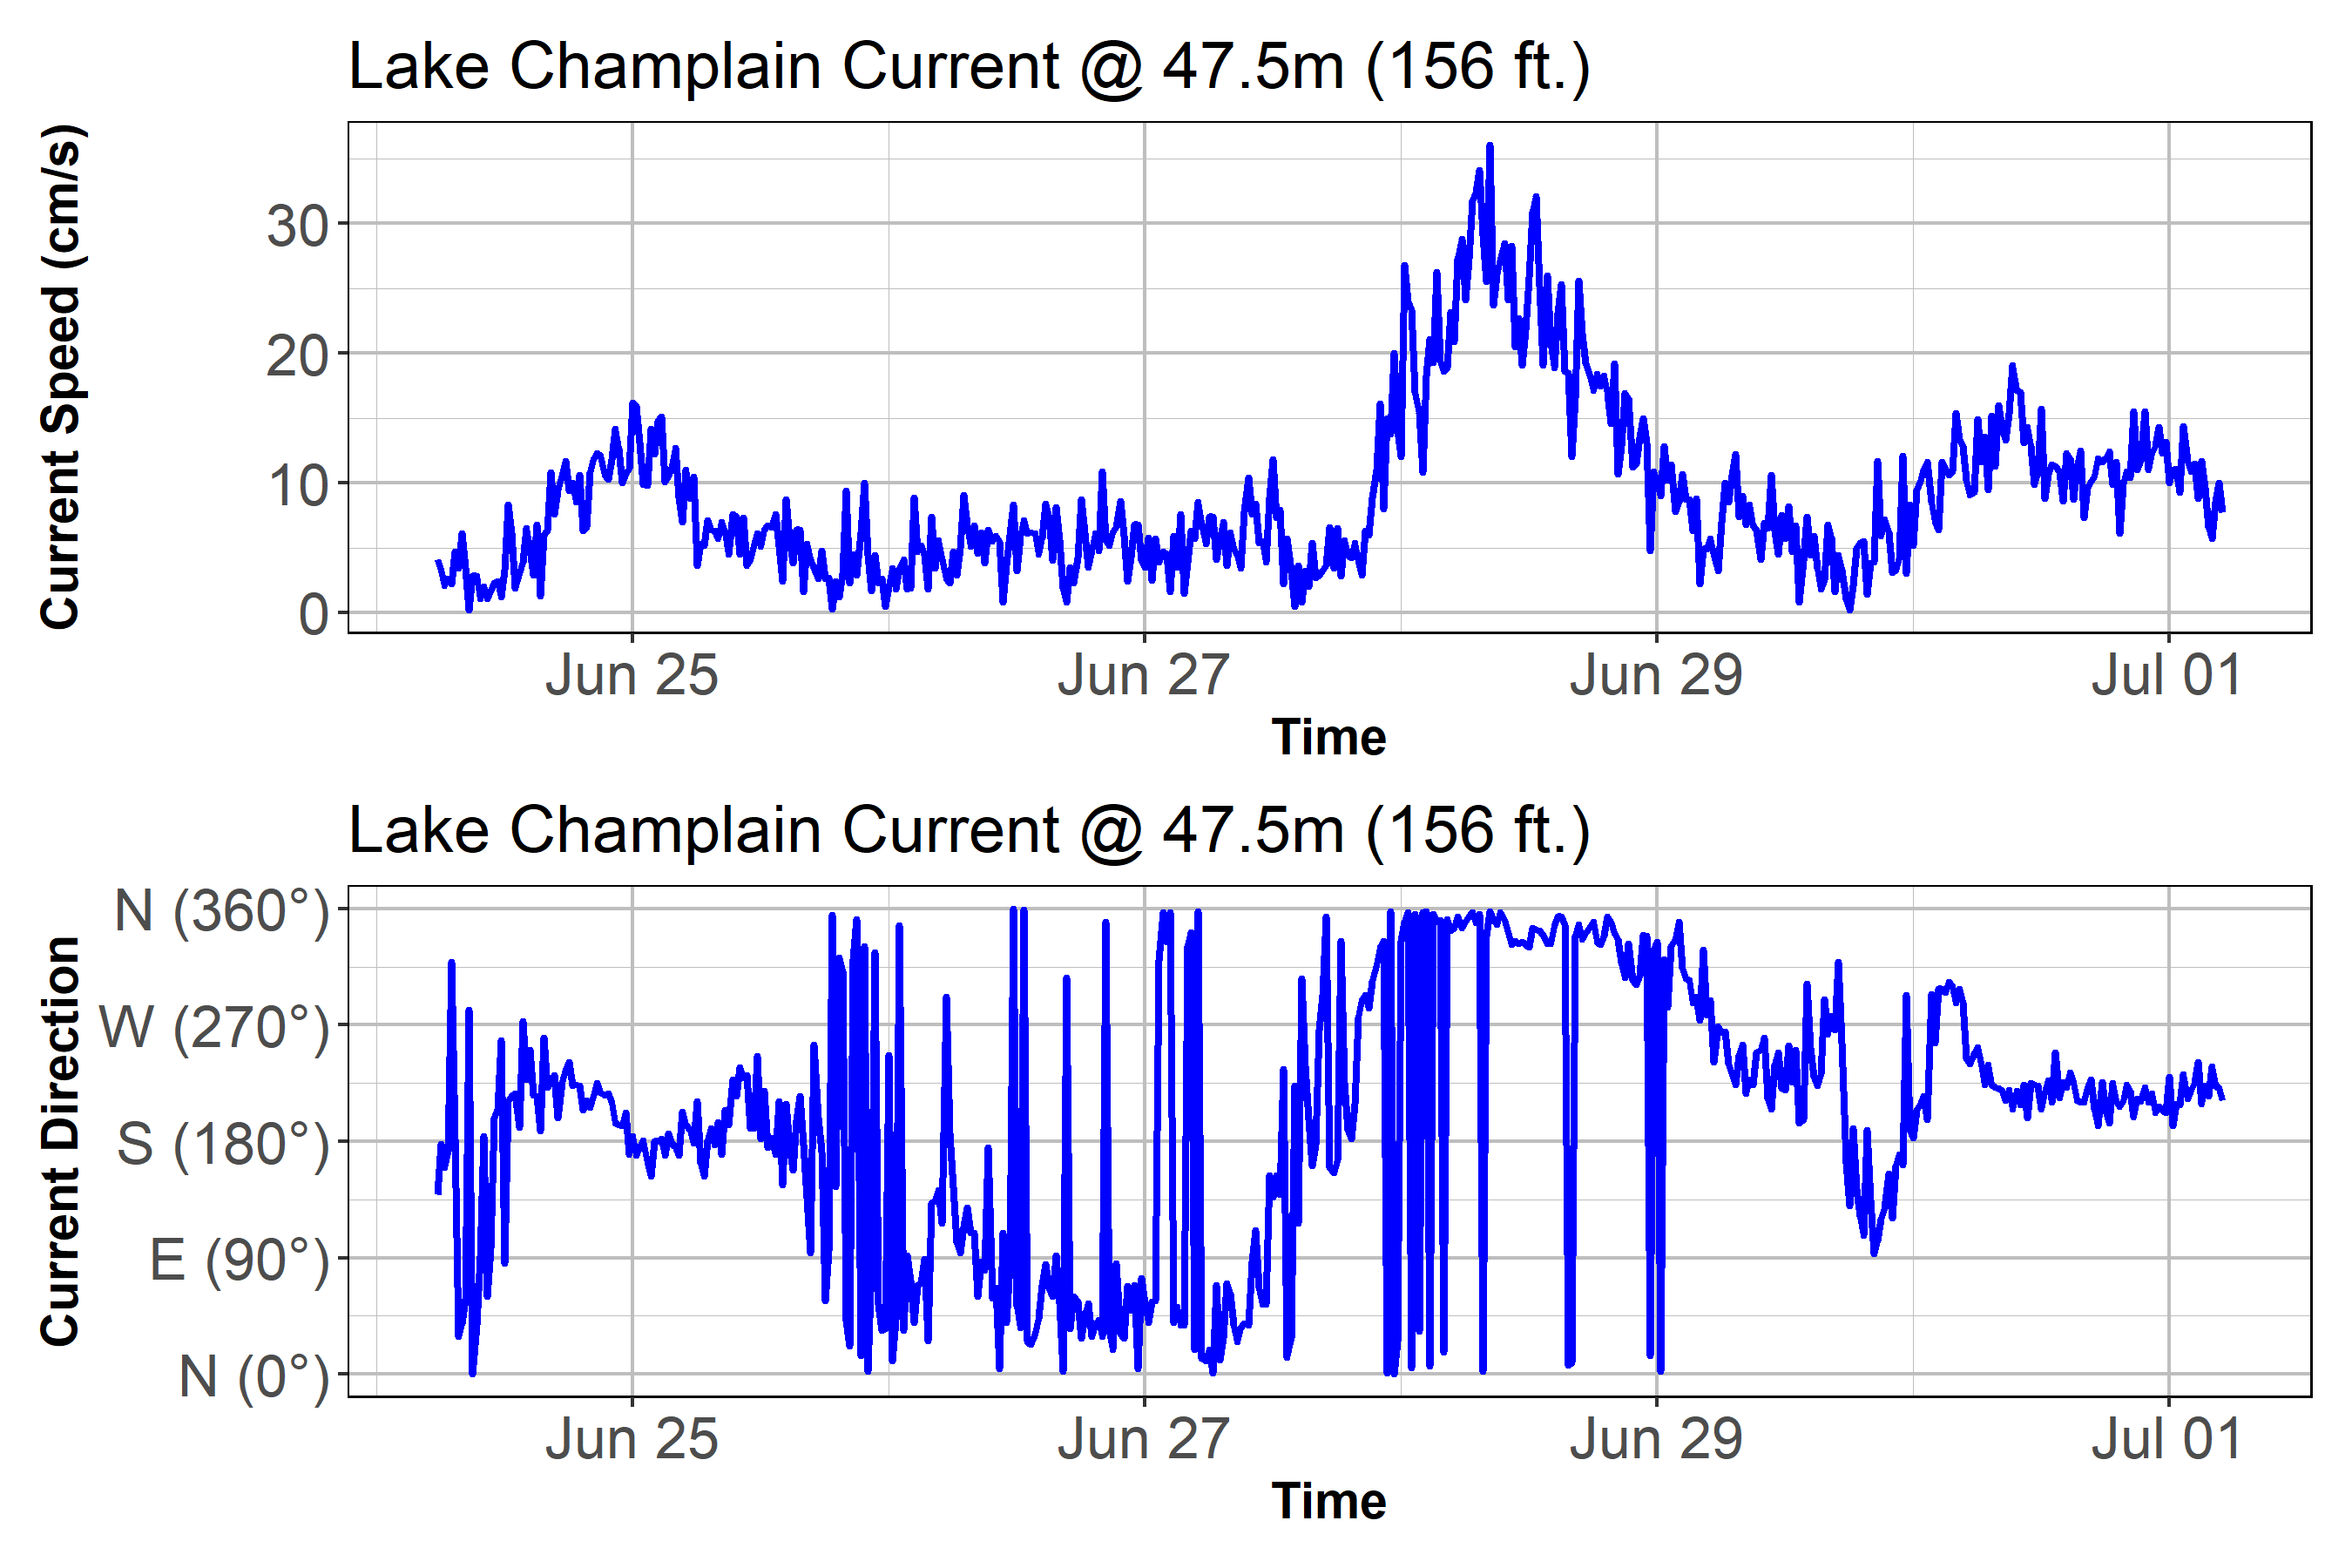 Lake Champlain Current @ 47.5m (156 ft.)
Current Speed (cm/s)
30
20
10
0
Jun 25 Jun 27 Jun 29 Jul 01
Time
Lake Champlain Current @ 47.5m (156 ft.)
Current Direction
N (360°)
W (270°)
S (180°)
E (90°)
N (0°)
Jun 25 Jun 27 Jun 29 Jul 01
Time